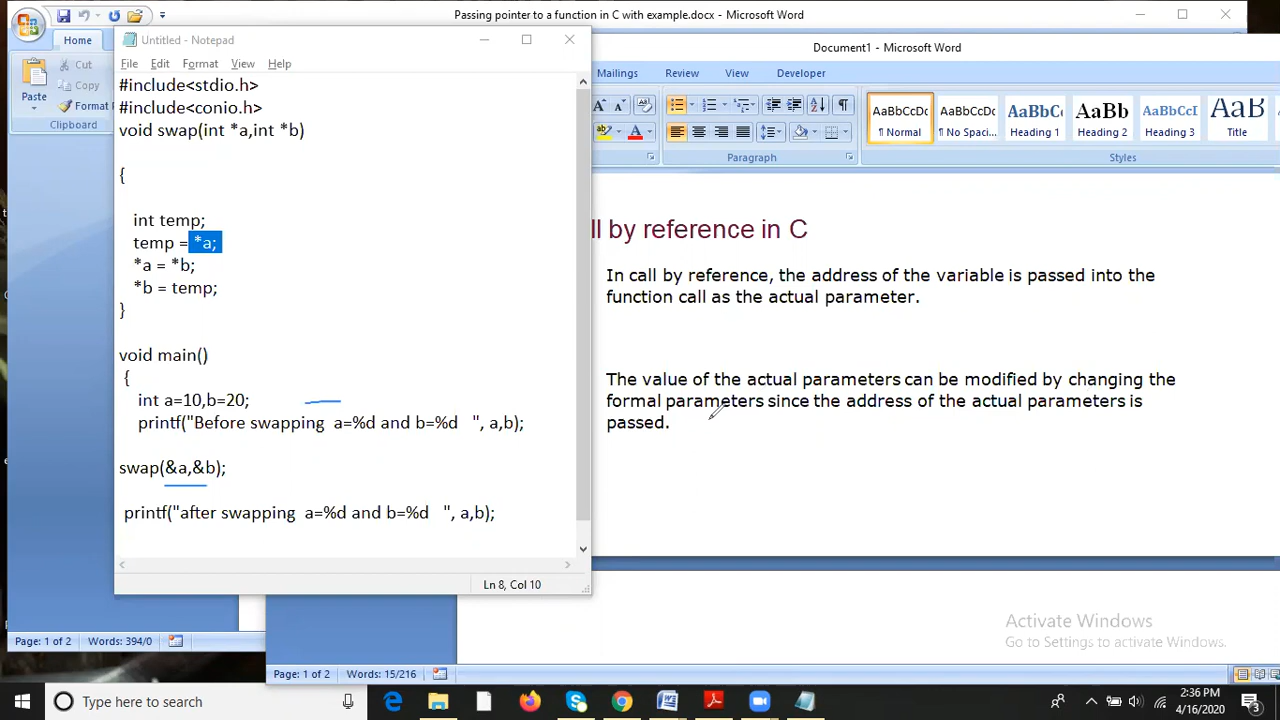 Passing pointer to a function in C with example.docx - Microsoft Word
Home
Cut
Copy
Format
Paste
Clipboard
Untitled - Notepad
File Edit Format View Help
#include<stdio.h>
#include<conio.h>
void swap(int *a,int *b)
{
int temp;
temp = *a;
*a = *b;
*b = temp;
}
void main()
{
int a=10,b=20;
printf("Before swapping a=%d and b=%d ", a,b);
swap(&a,&b);
printf("after swapping a=%d and b=%d ", a,b);
Ln 8, Col 10
Document1 - Microsoft Word
Mailings Review View Developer
AaBbCcDc AaBbCcDc AaBbCc AaBbCc AaBbCcI AaBbC
¶ Normal ¶ No Spaci... Heading 1 Heading 2 Heading 3 Title
Paragraph Styles
ll by reference in C
In call by reference, the address of the variable is passed into the
function call as the actual parameter.
The value of the actual parameters can be modified by changing the
formal parameters since the address of the actual parameters is
passed.
Activate Windows
Go to Settings to activate Windows.
Page: 1 of 2 Words: 394/0
Page: 1 of 2 Words: 15/216
Type here to search
2:36 PM
4/16/2020
3